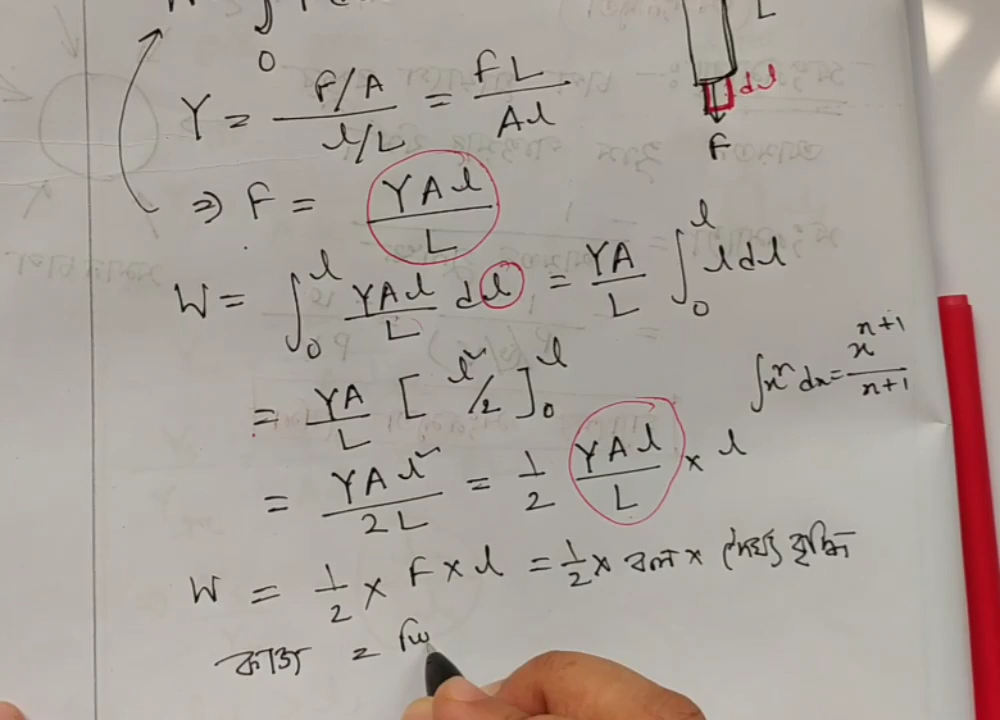 0
L
dl
F
Y = F/A / l/L = FL / Al
⇒ F = YAl / L
W = ∫₀ˡ YAl/L dl = YA/L ∫₀ˡ l dl
= YA/L [l²/2]₀ˡ
∫xⁿ dx = xⁿ⁺¹ / n+1
= YAl² / 2L = 1/2 YAl/L × l
W = 1/2 × F × l = 1/2 × বল × দৈর্ঘ্য বৃদ্ধি
কার্য =